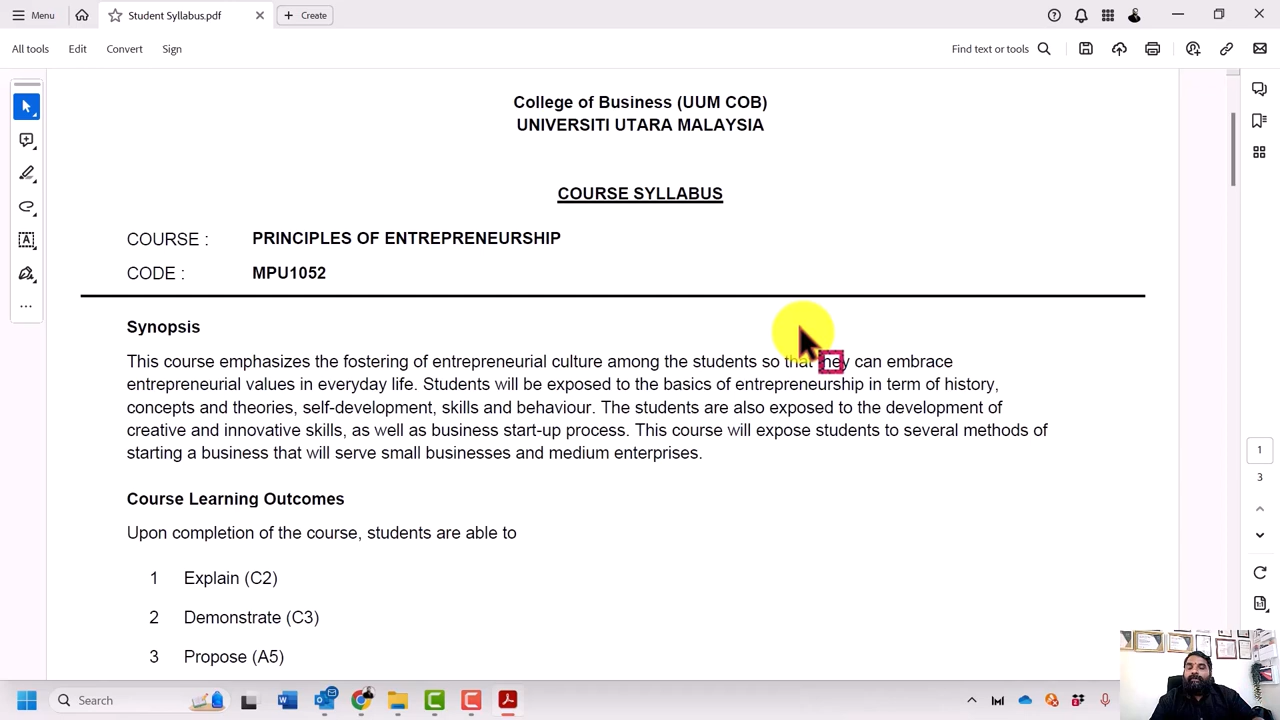 Menu
Student Syllabus.pdf
Create
All tools
Edit
Convert
Sign
Find text or tools
College of Business (UUM COB)
UNIVERSITI UTARA MALAYSIA
COURSE SYLLABUS
COURSE : PRINCIPLES OF ENTREPRENEURSHIP
CODE : MPU1052
Synopsis
This course emphasizes the fostering of entrepreneurial culture among the students so that they can embrace
entrepreneurial values in everyday life. Students will be exposed to the basics of entrepreneurship in term of history,
concepts and theories, self-development, skills and behaviour. The students are also exposed to the development of
creative and innovative skills, as well as business start-up process. This course will expose students to several methods of
starting a business that will serve small businesses and medium enterprises.
Course Learning Outcomes
Upon completion of the course, students are able to
1 Explain (C2)
2 Demonstrate (C3)
3 Propose (A5)
1
3
Search